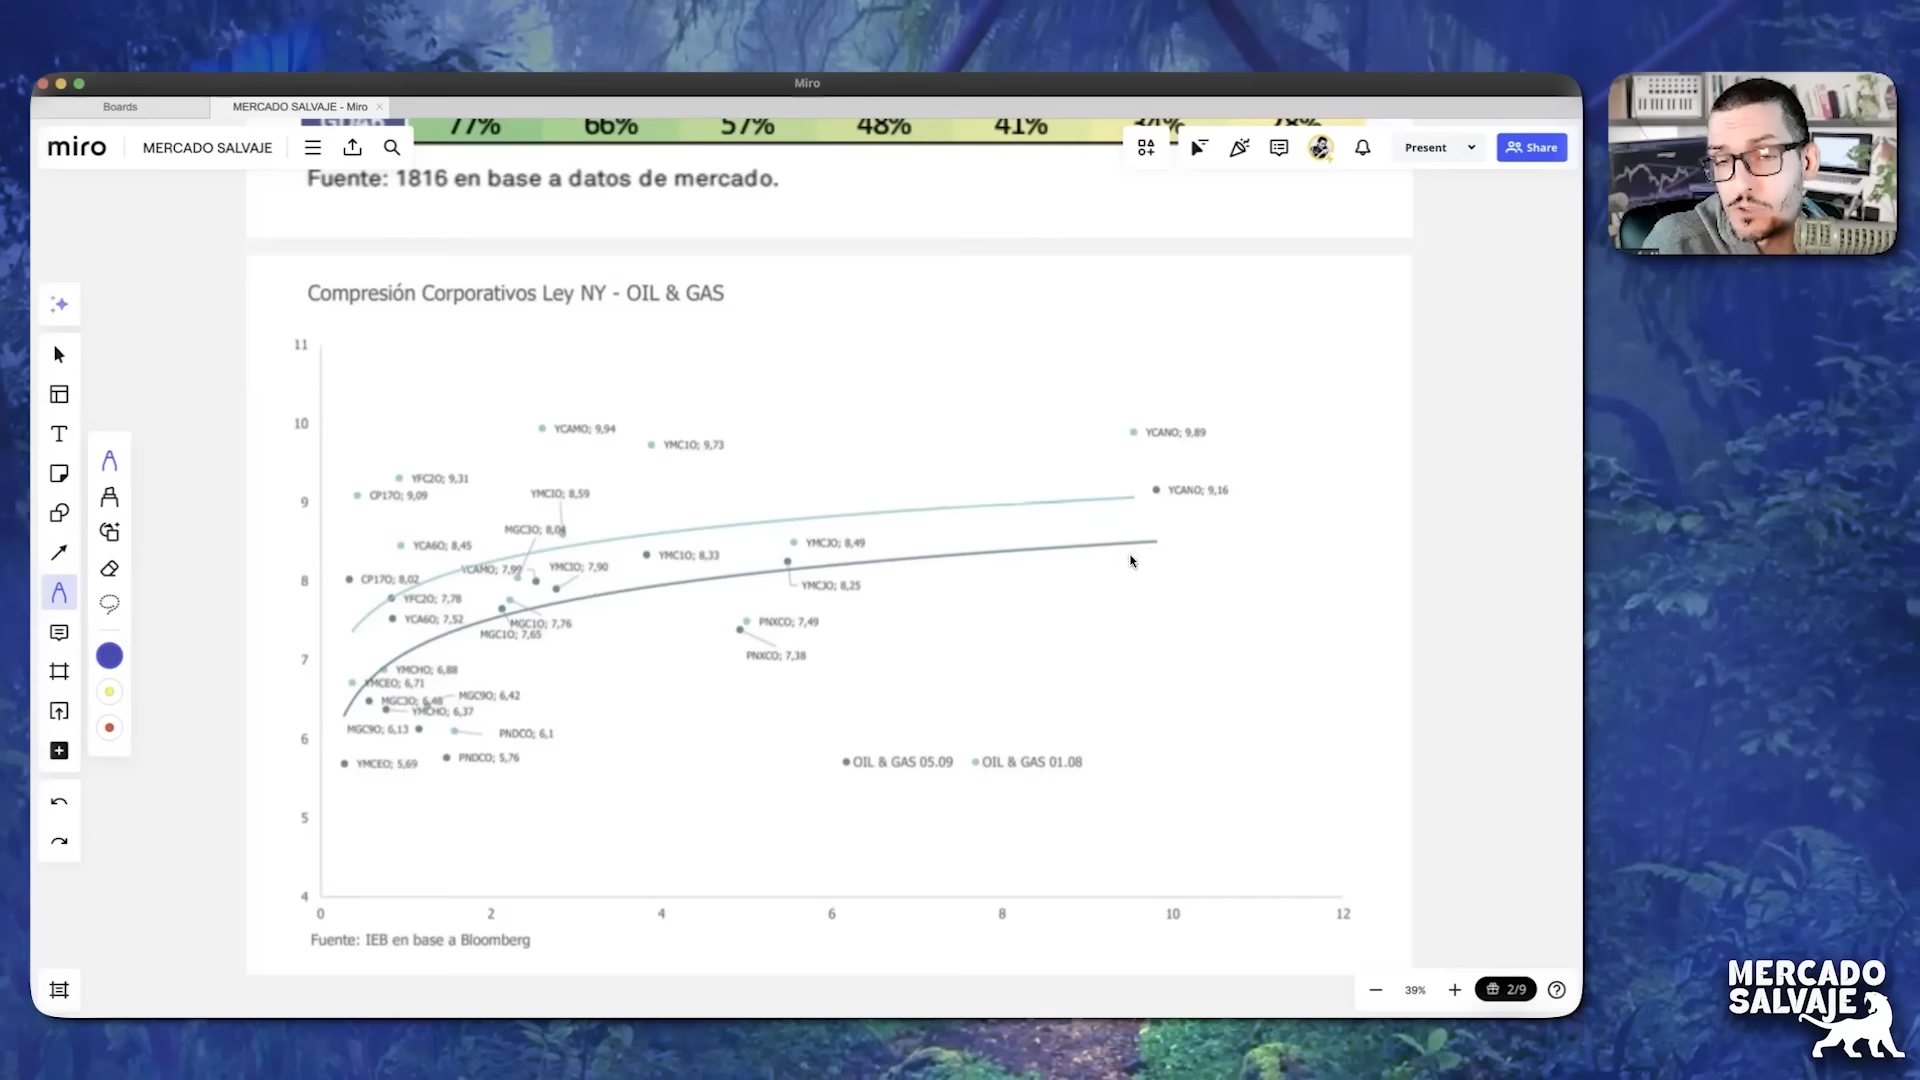 Miro
Boards
MERCADO SALVAJE - Miro
77%
66%
57%
48%
41%
miro
MERCADO SALVAJE
Present
Share
Fuente: 1816 en base a datos de mercado.
Compresión Corporativos Ley NY - OIL & GAS
11
10
9
8
7
6
5
4
YCAMO; 9,94
YMC1O; 9,73
YCANO; 9,89
YFC2O; 9,31
CP17O; 9,09
YMCIO; 8,59
YCANO; 9,16
MGC3O; 8,04
YCA6O; 8,45
YMCJO; 8,49
YMC1O; 8,33
YCAMO; 7,99
YMCIO; 7,90
CP17O; 8,02
YMCJO; 8,25
YFC2O; 7,78
YCA6O; 7,52
MGC1O; 7,76
MGC1O; 7,65
PNXCO; 7,49
PNXCO; 7,38
YMCHO; 6,88
YMCEO; 6,71
MGC9O; 6,42
MGC3O; 6,48
YMCHO; 6,37
MGC9O; 6,13
PNDCO; 6,1
YMCEO; 5,69
PNDCO; 5,76
OIL & GAS 05.09
OIL & GAS 01.08
0
2
4
6
8
10
12
Fuente: IEB en base a Bloomberg
39%
2/9
MERCADO
SALVAJE